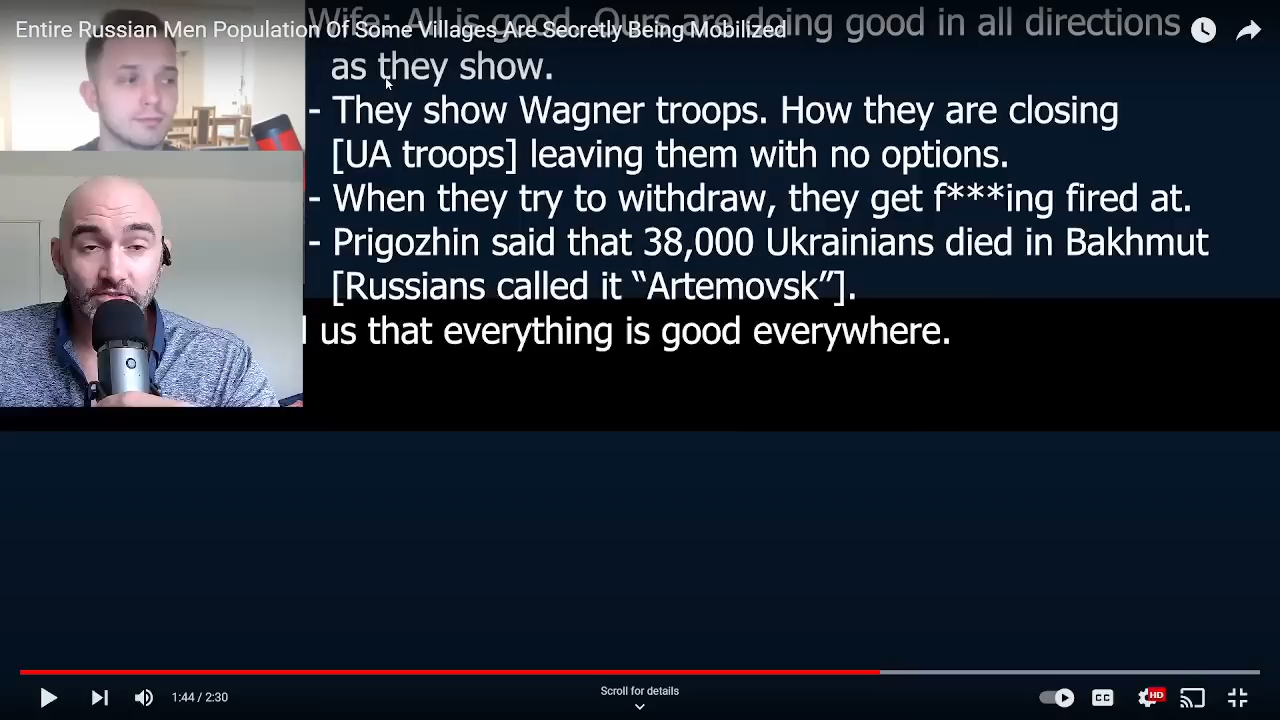 Entire Russian Men Population Of Some Villages Are Secretly Being Mobilized
Wife: All is good. Ours are doing good in all directions
as they show.
- They show Wagner troops. How they are closing
[UA troops] leaving them with no options.
- When they try to withdraw, they get f***ing fired at.
- Prigozhin said that 38,000 Ukrainians died in Bakhmut
[Russians called it “Artemovsk”].
us that everything is good everywhere.
1:44 / 2:30
Scroll for details
CC
HD